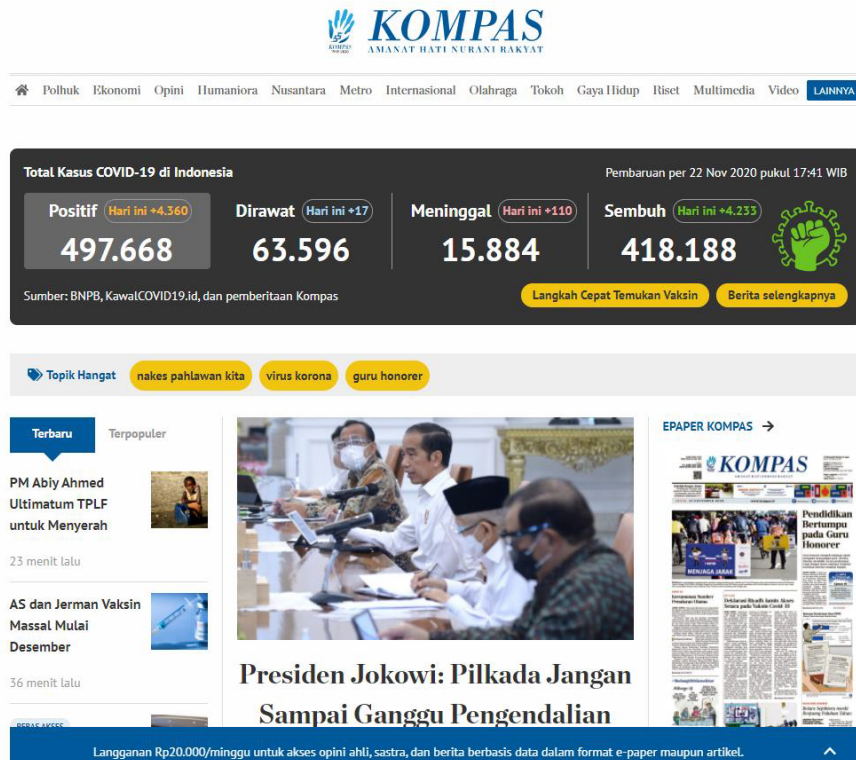 KOMPAS
AMANAT HATI NURANI RAKYAT
Polhuk Ekonomi Opini Humaniora Nusantara Metro Internasional Olahraga Tokoh Gaya Hidup Riset Multimedia Video LAINNYA
Total Kasus COVID-19 di Indonesia
Pembaruan per 22 Nov 2020 pukul 17:41 WIB
Positif Hari ini +4.360
497.668
Dirawat Hari ini +17
63.596
Meninggal Hari ini +110
15.884
Sembuh Hari ini +4.233
418.188
Sumber: BNPB, KawalCOVID19.id, dan pemberitaan Kompas
Langkah Cepat Temukan Vaksin
Berita selengkapnya
Topik Hangat nakes pahlawan kita virus korona guru honorer
Terbaru Terpopuler
PM Abiy Ahmed
Ultimatum TPLF
untuk Menyerah
23 menit lalu
AS dan Jerman Vaksin
Massal Mulai
Desember
36 menit lalu
BEBAS AKSES
Presiden Jokowi: Pilkada Jangan
Sampai Ganggu Pengendalian
EPAPER KOMPAS
KOMPAS
Pendidikan
Bertumpu
pada Guru
Honorer
MENJAGA JARAK
Langganan Rp20.000/minggu untuk akses opini ahli, sastra, dan berita berbasis data dalam format e-paper maupun artikel.